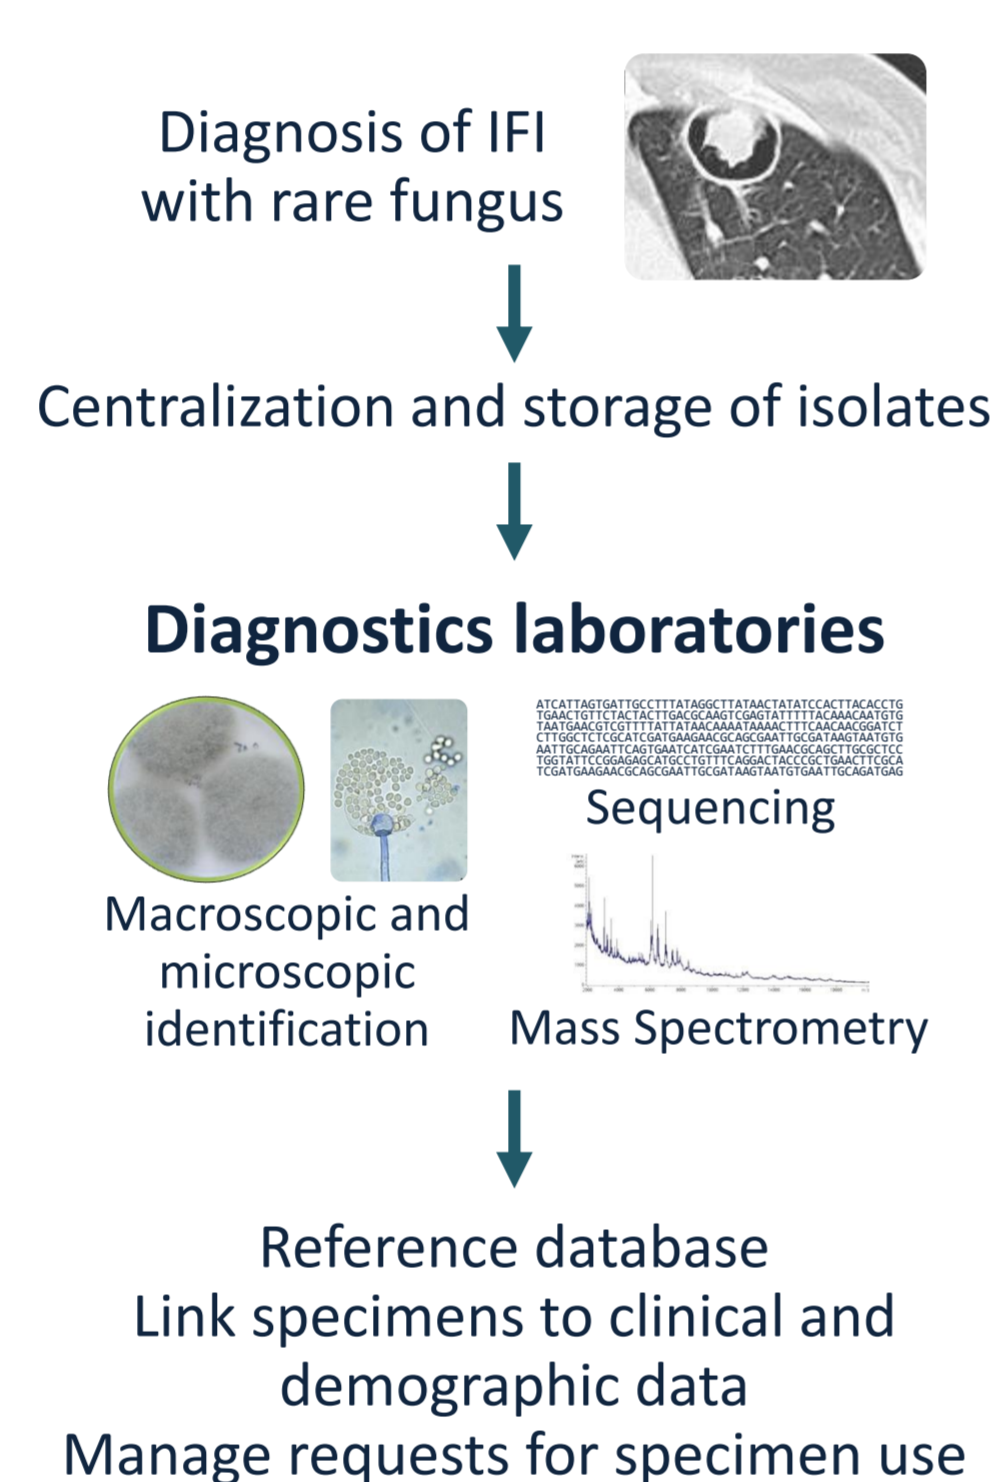 Diagnosis of IFI
with rare fungus
Centralization and storage of isolates
Diagnostics laboratories
ATCATTAGTGATTGCCTTTATAGGCTTATAACTATATCCACTTACACCTG
TGAACTGTTCTACTACTTGACGCAAGTCGAGTATTTTTACAAACAATGTG
TAATGAACGTCGTTTTATTATAACAAAATAAAACTTTCAACAACGGATCT
CTTGGCTCTCGCATCGATGAAGAACGCAGCGAATTGCGATAAGTAATGTG
AATTGCAGAATTCAGTGAATCATCGAATCTTTGAACGCAGCTTGCGCTCC
TGGTATTCCGGAGAGCATGCCTGTTTCAGGACTACCCGCTGAACTTCGCA
TCGATGAAGAACGCAGCGAATTGCGATAAGTAATGTGAATTGCAGATGAG
Sequencing
Macroscopic and
microscopic
identification
Mass Spectrometry
Reference database
Link specimens to clinical and
demographic data
Manage requests for specimen use